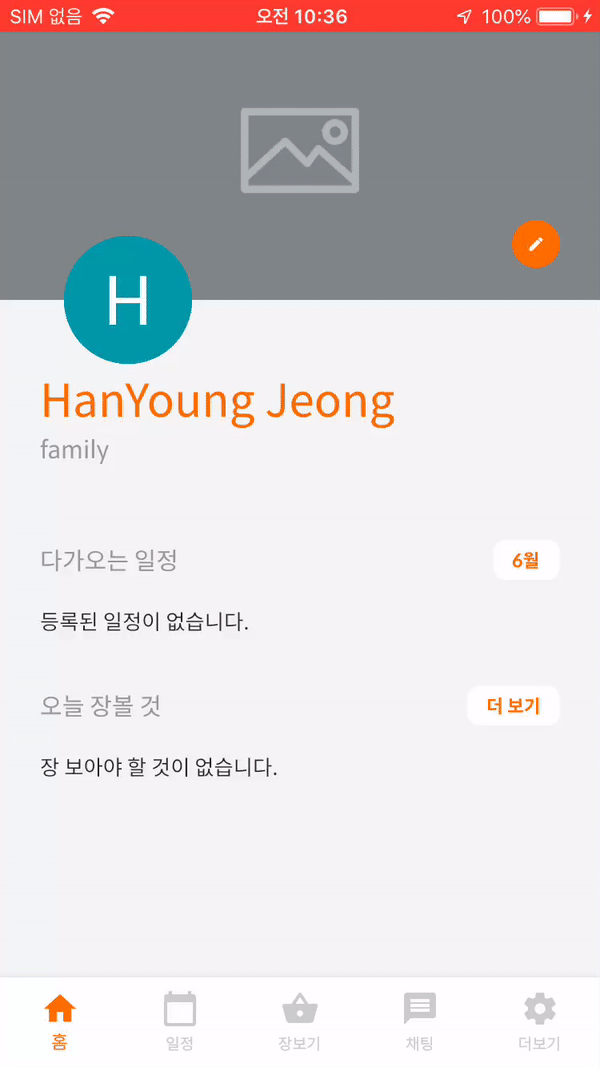 SIM 없음 오전 10:36 100%
H
HanYoung Jeong
family
다가오는 일정 6월
등록된 일정이 없습니다.
오늘 장볼 것 더 보기
장 보아야 할 것이 없습니다.
홈 일정 장보기 채팅 더보기